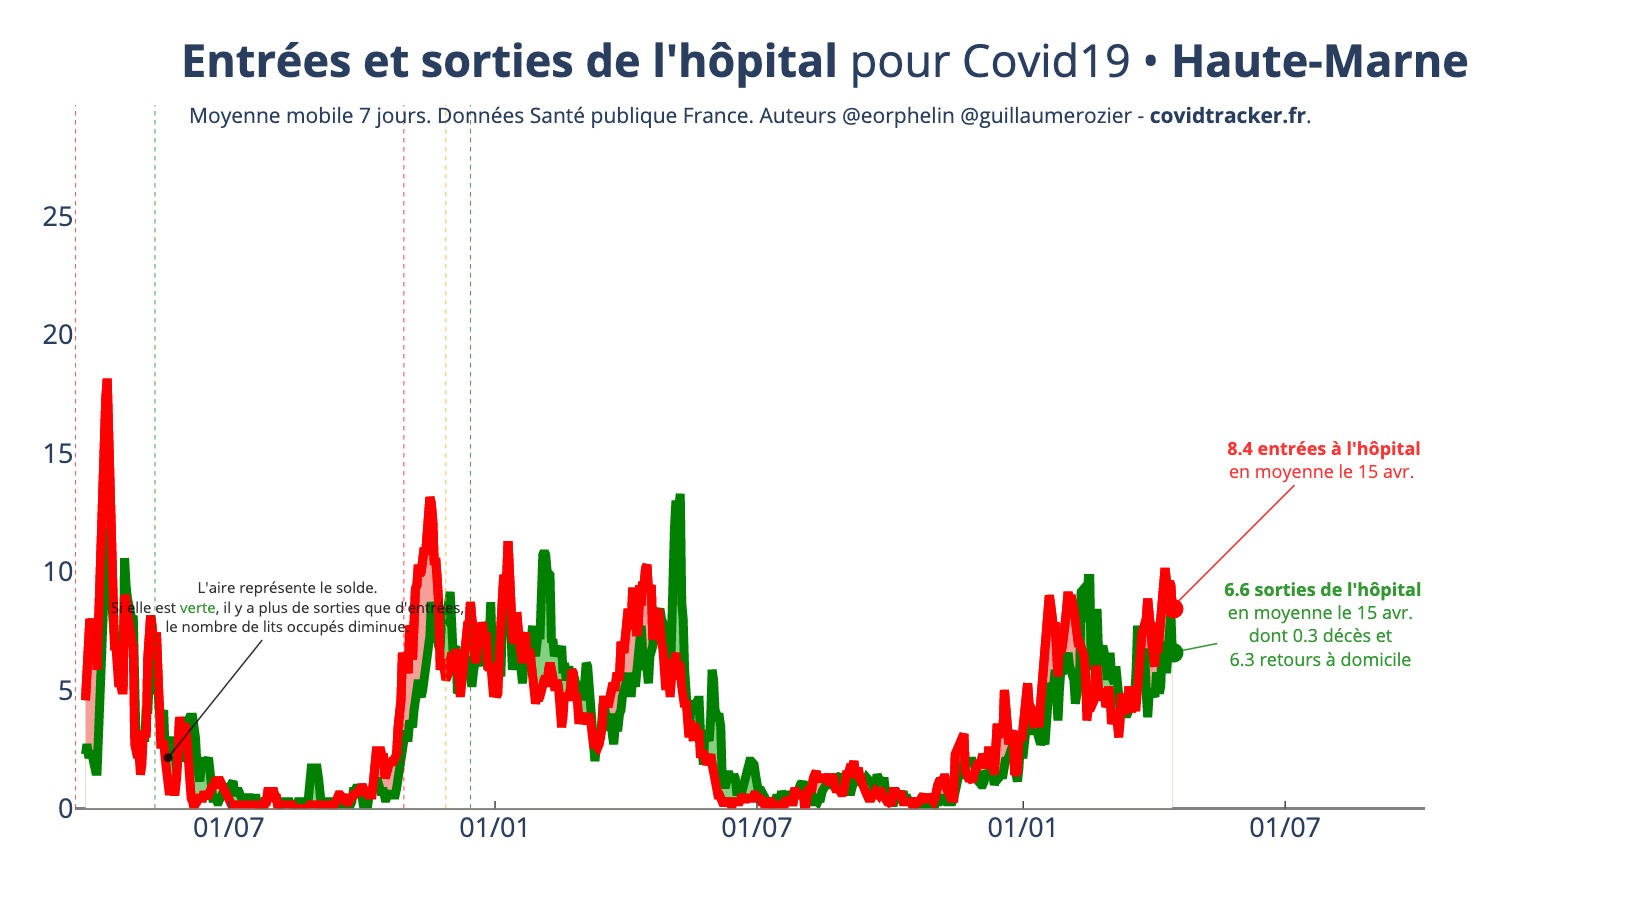 Entrées et sorties de l'hôpital pour Covid19 • Haute-Marne
Moyenne mobile 7 jours. Données Santé publique France. Auteurs @eorphelin @guillaumerozier - covidtracker.fr.
25
20
15
10
5
0
L'aire représente le solde.
Si elle est verte, il y a plus de sorties que d'entrées,
le nombre de lits occupés diminue.
8.4 entrées à l'hôpital
en moyenne le 15 avr.
6.6 sorties de l'hôpital
en moyenne le 15 avr.
dont 0.3 décès et
6.3 retours à domicile
01/07
01/01
01/07
01/01
01/07